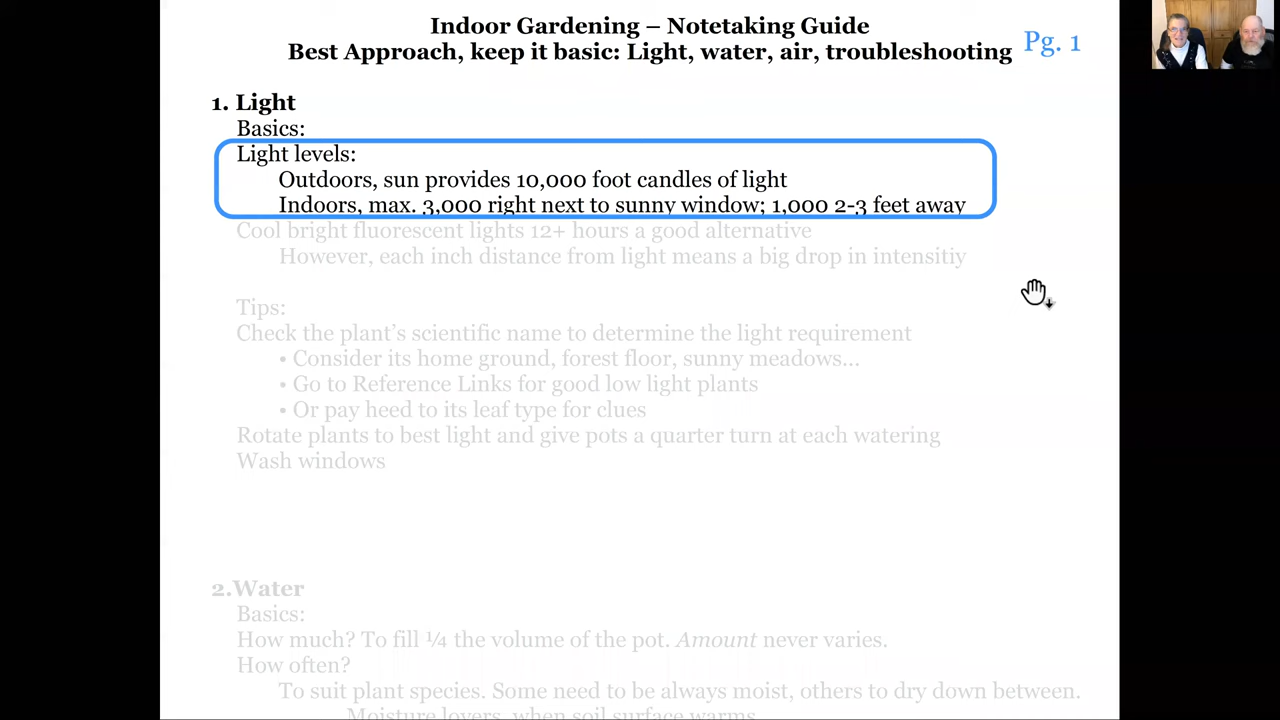 Indoor Gardening – Notetaking Guide
Best Approach, keep it basic: Light, water, air, troubleshooting
Pg. 1
1. Light
Basics:
Light levels:
Outdoors, sun provides 10,000 foot candles of light
Indoors, max. 3,000 right next to sunny window; 1,000 2-3 feet away
Cool bright fluorescent lights 12+ hours a good alternative
However, each inch distance from light means a big drop in intensitiy
Tips:
Check the plant's scientific name to determine the light requirement
• Consider its home ground, forest floor, sunny meadows...
• Go to Reference Links for good low light plants
• Or pay heed to its leaf type for clues
Rotate plants to best light and give pots a quarter turn at each watering
Wash windows
2.Water
Basics:
How much? To fill ¼ the volume of the pot. Amount never varies.
How often?
To suit plant species. Some need to be always moist, others to dry down between.
Moisture lovers, when soil surface warms